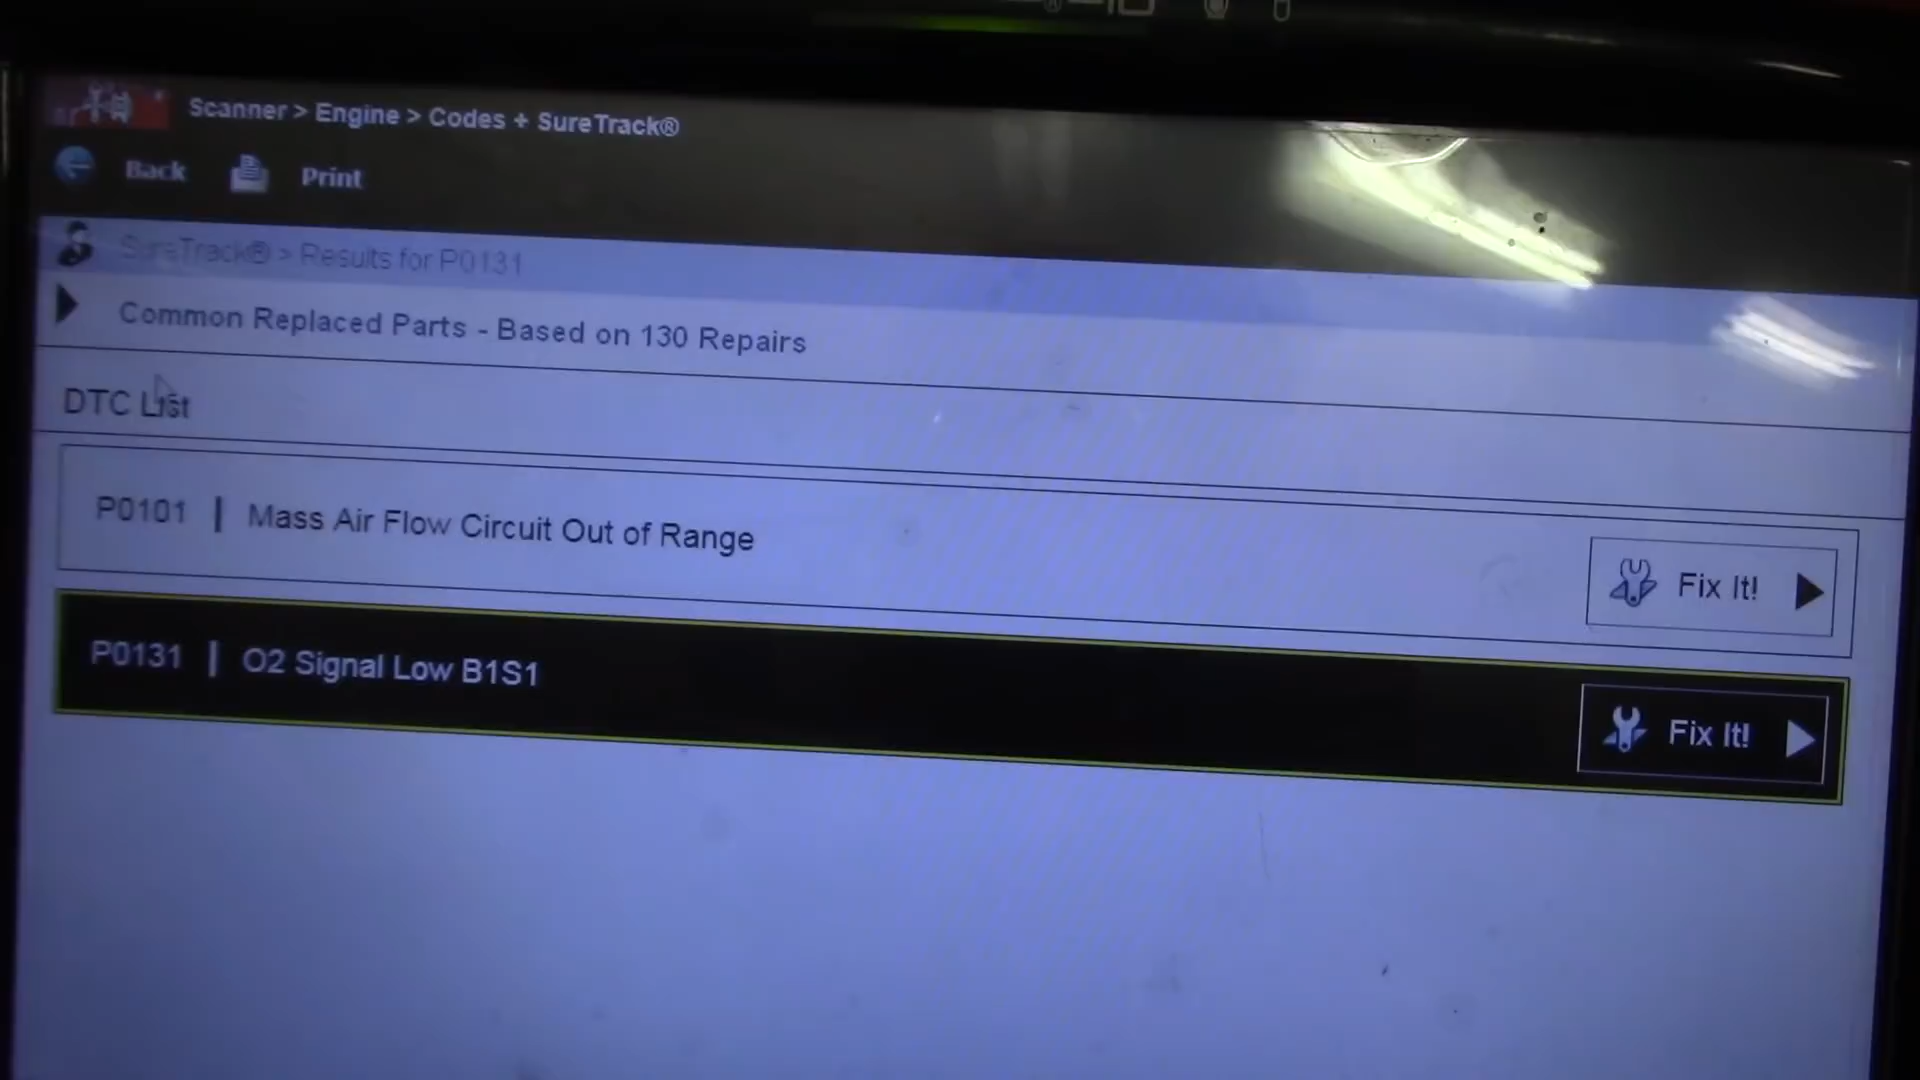 Scanner > Engine > Codes + SureTrack®
Back Print
SureTrack® > Results for P0131
Common Replaced Parts - Based on 130 Repairs
DTC List
P0101 | Mass Air Flow Circuit Out of Range
Fix It!
P0131 | O2 Signal Low B1S1
Fix It!